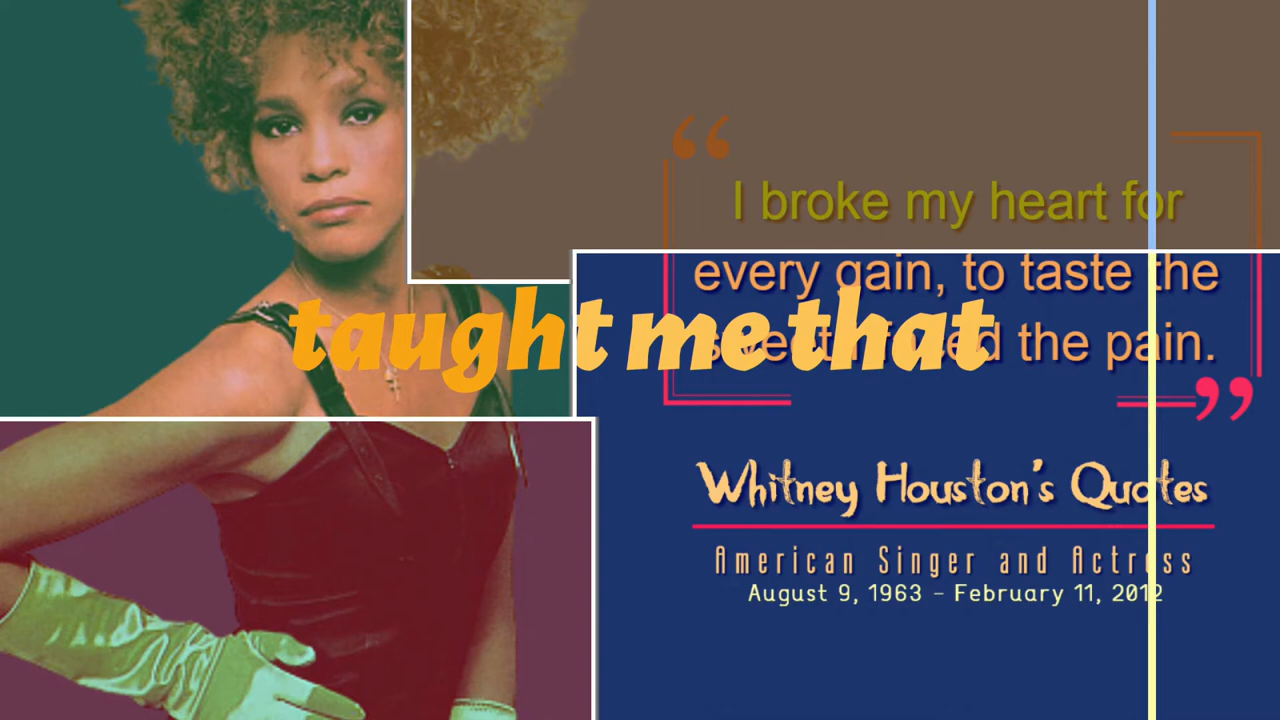 “
I broke my heart for
every gain, to taste the
the pain.
”
taught me that
Whitney Houston's Quotes
American Singer and Actress
August 9, 1963 – February 11, 2012